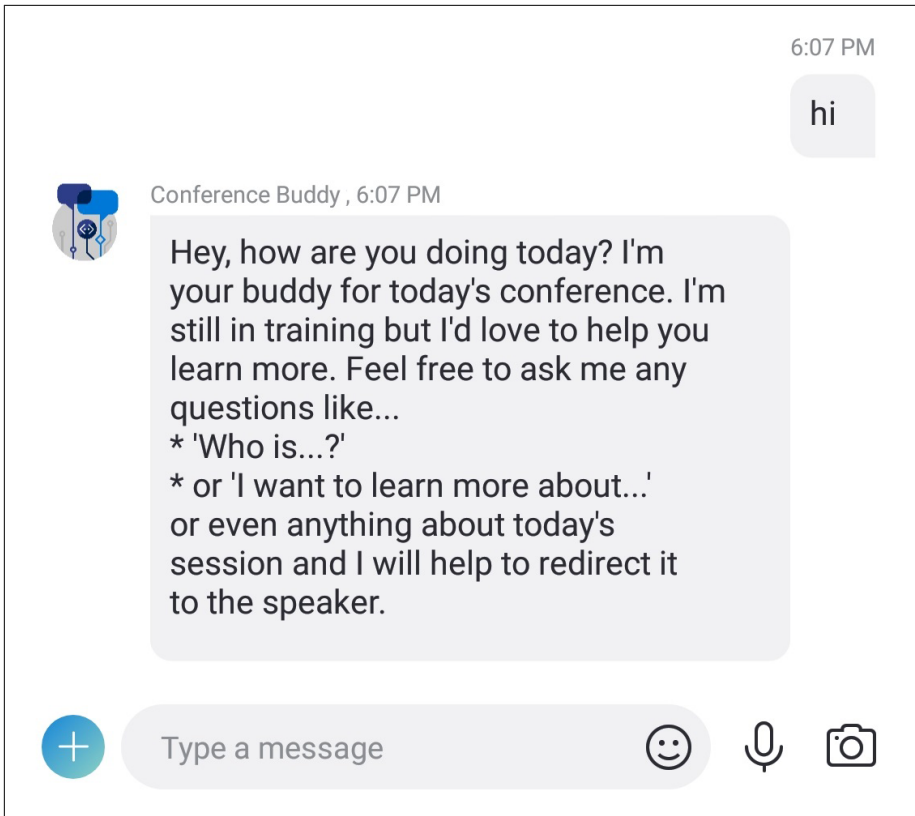 6:07 PM
hi
Conference Buddy , 6:07 PM
Hey, how are you doing today? I'm
your buddy for today's conference. I'm
still in training but I'd love to help you
learn more. Feel free to ask me any
questions like...
* 'Who is...?'
* or 'I want to learn more about...'
or even anything about today's
session and I will help to redirect it
to the speaker.
Type a message